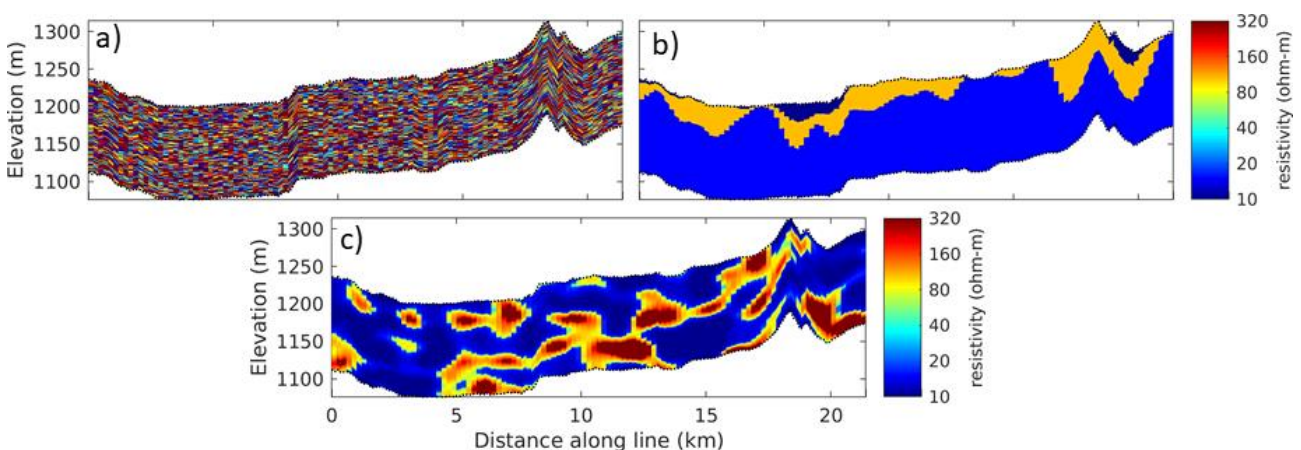 a)
b)
Elevation (m)
1300
1250
1200
1150
1100
320
160
80
40
20
10
resistivity (ohm-m)
c)
Elevation (m)
1300
1250
1200
1150
1100
320
160
80
40
20
10
resistivity (ohm-m)
0 5 10 15 20
Distance along line (km)